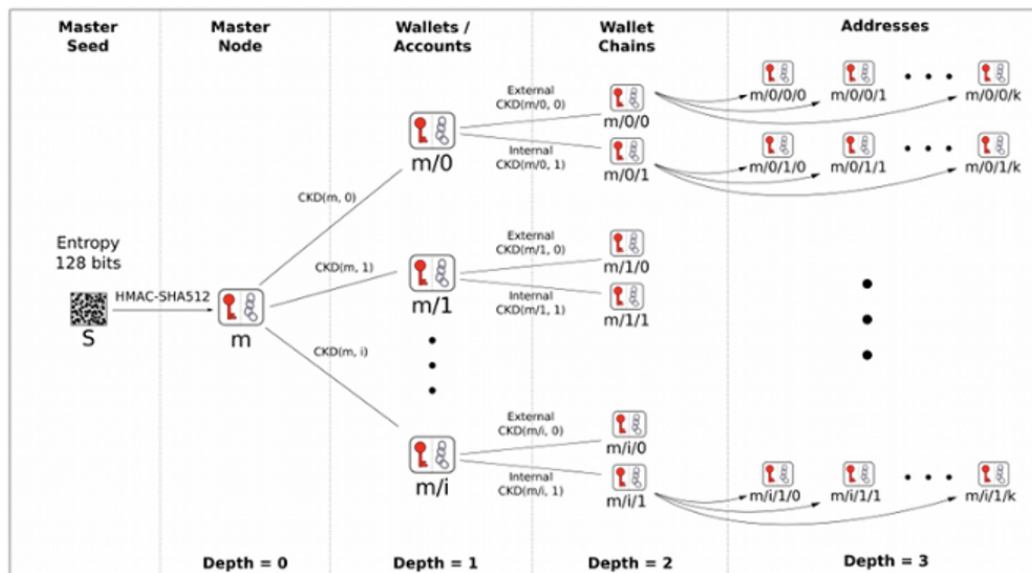 Master
Seed
Master
Node
Wallets /
Accounts
Wallet
Chains
Addresses
External
CKD(m/0, 0)
m/0
Internal
CKD(m/0, 1)
m/0/0
m/0/1
m/0/0/0
m/0/0/1
m/0/0/k
m/0/1/0
m/0/1/1
m/0/1/k
CKD(m, 0)
Entropy
128 bits
S
HMAC-SHA512
m
CKD(m, 1)
m/1
External
CKD(m/1, 0)
Internal
CKD(m/1, 1)
m/1/0
m/1/1
CKD(m, i)
m/i
External
CKD(m/i, 0)
Internal
CKD(m/i, 1)
m/i/0
m/i/1
m/i/1/0
m/i/1/1
m/i/1/k
Depth = 0
Depth = 1
Depth = 2
Depth = 3